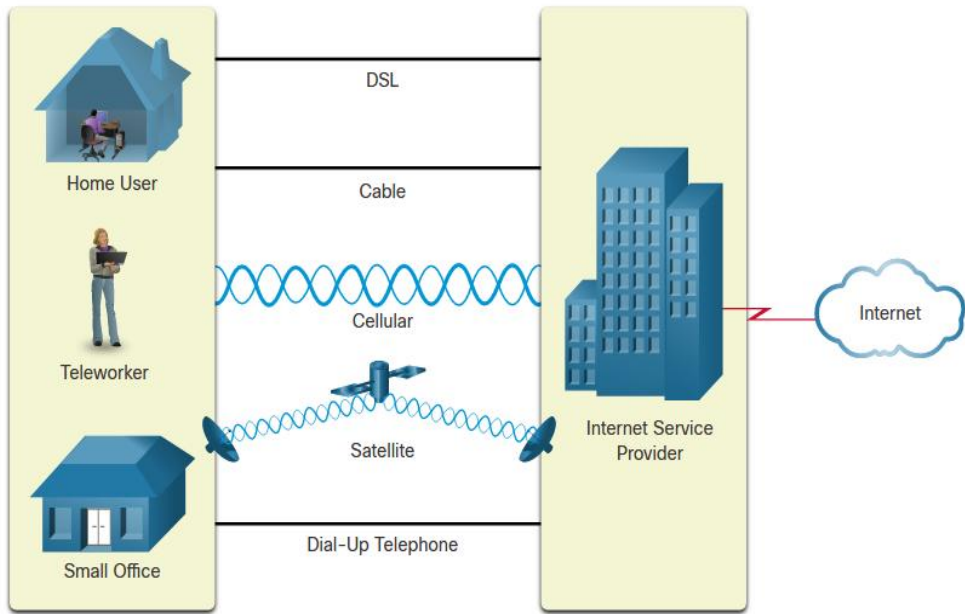 DSL
Home User
Cable
Cellular
Internet
Teleworker
Satellite
Internet Service
Provider
Dial-Up Telephone
Small Office